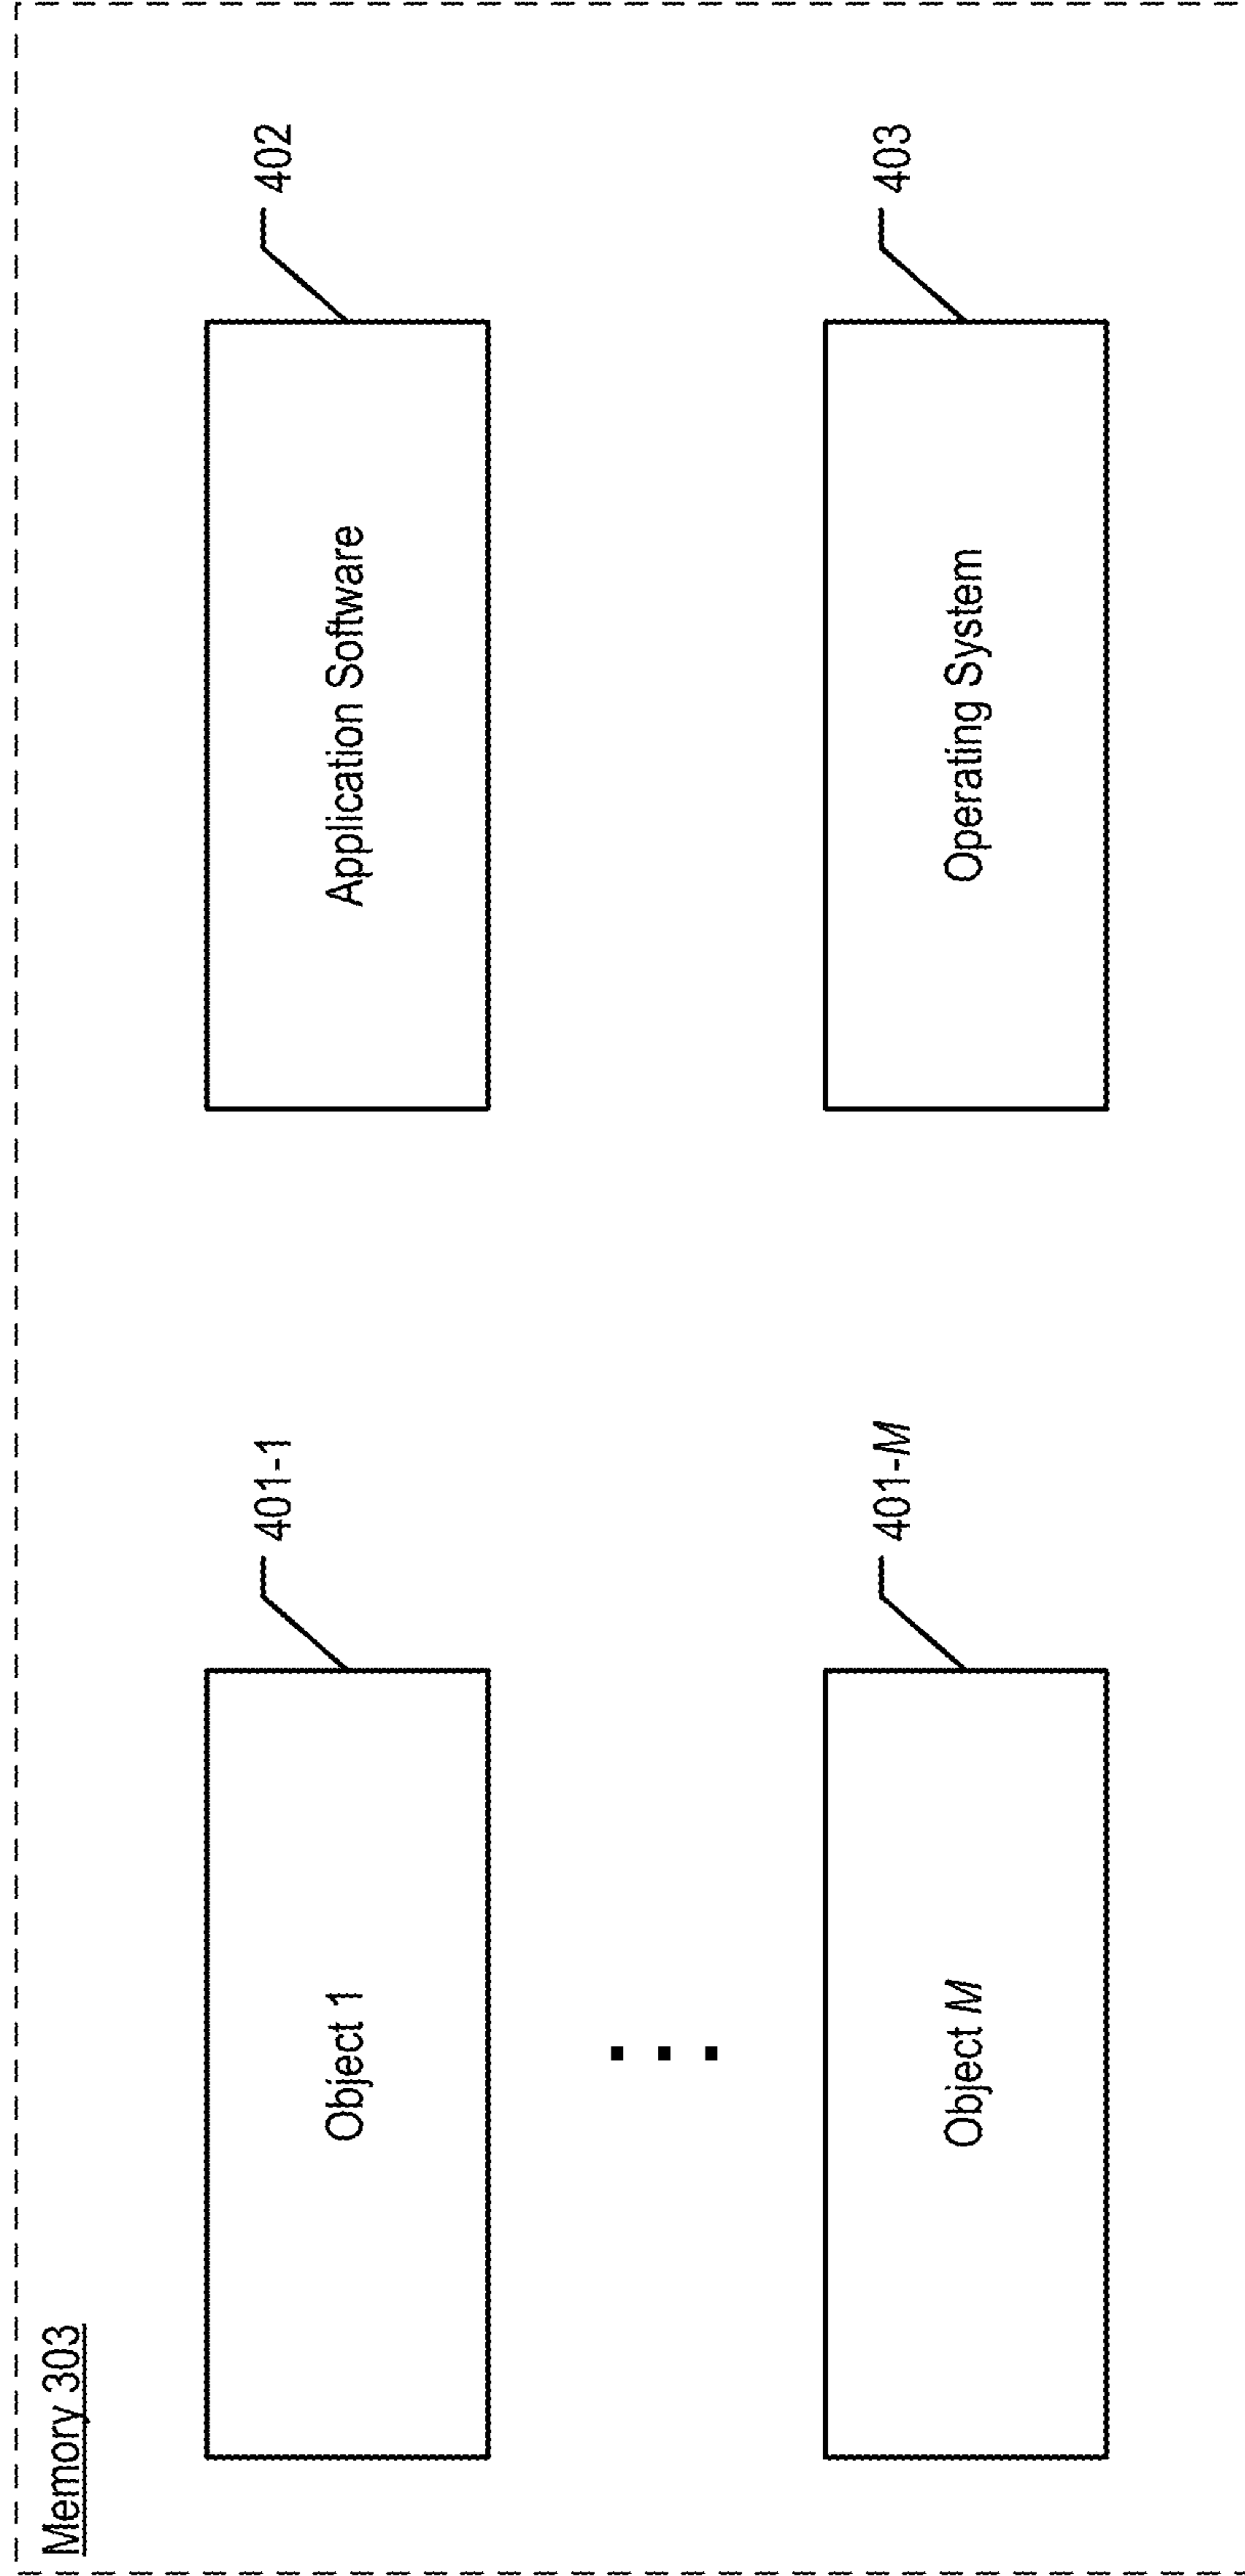 Memory 303
Object 1
401-1
Application Software
402
Object M
401-M
Operating System
403